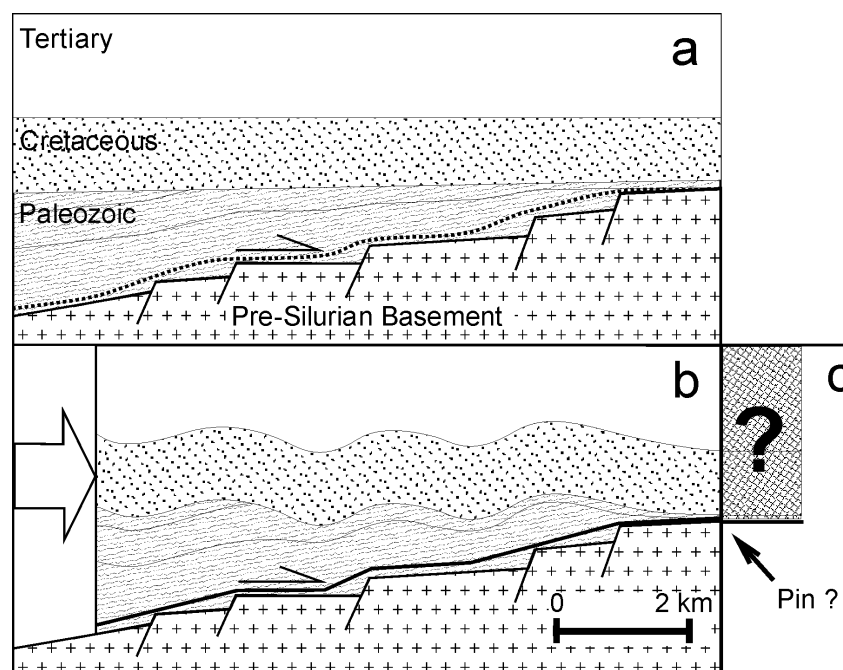 Tertiary
a
Cretaceous
Paleozoic
Pre-Silurian Basement
b
c
?
0 2 km
Pin ?